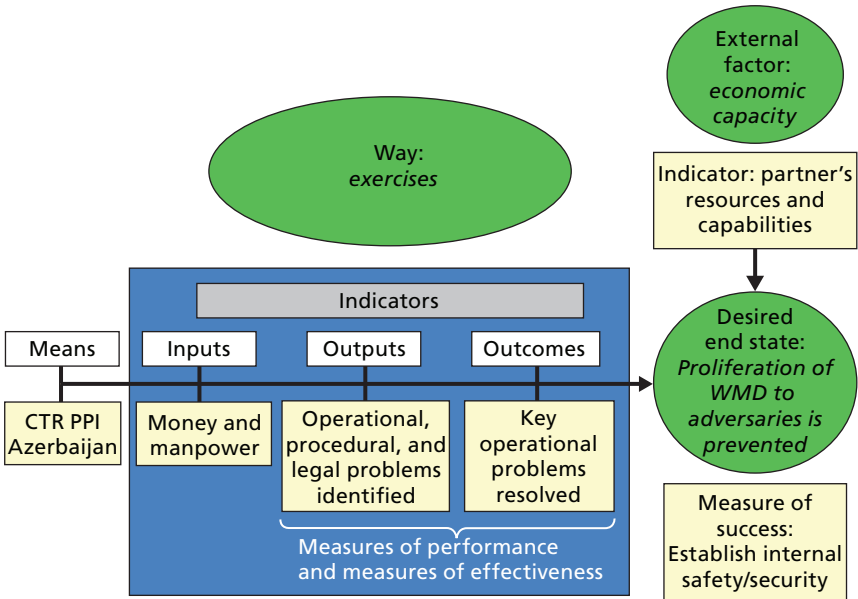 External
factor:
economic
capacity
Way:
exercises
Indicator: partner’s
resources and
capabilities
Indicators
Means
Inputs
Outputs
Outcomes
Desired
end state:
Proliferation of
WMD to
adversaries is
prevented
CTR PPI
Azerbaijan
Money and
manpower
Operational,
procedural, and
legal problems
identified
Key
operational
problems
resolved
Measures of performance
and measures of effectiveness
Measure of
success:
Establish internal
safety/security